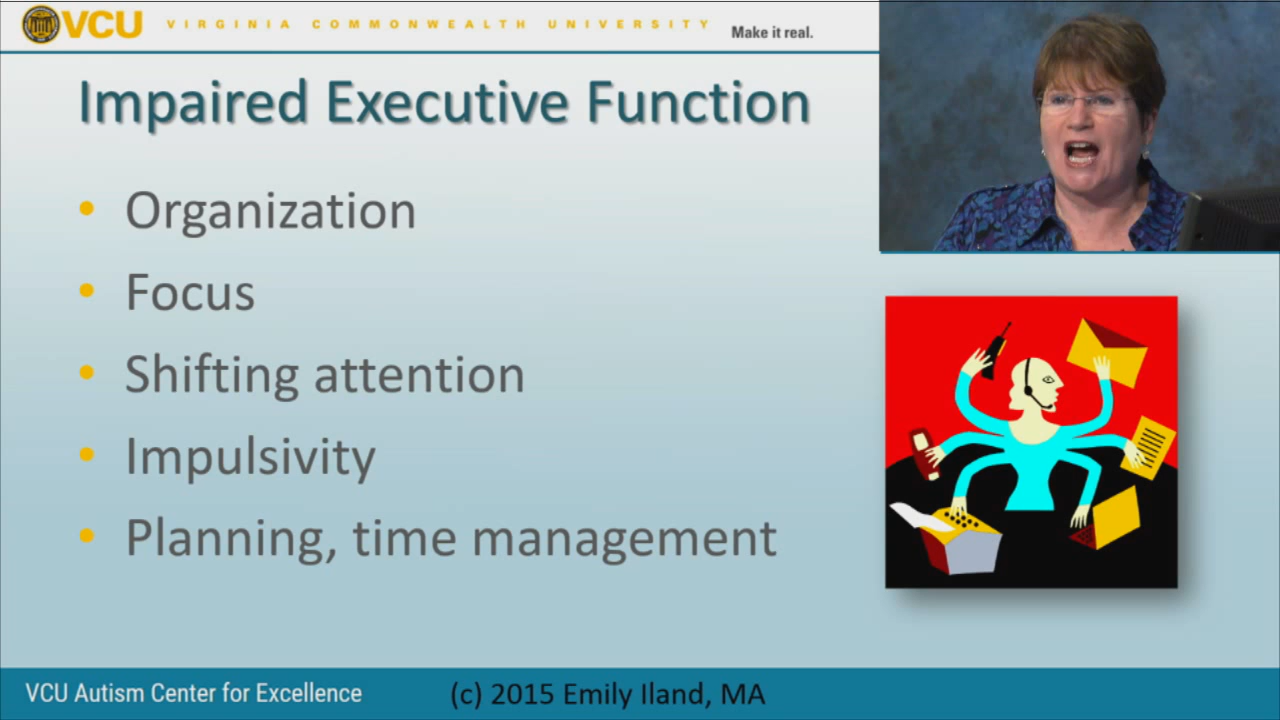 VCU VIRGINIA COMMONWEALTH UNIVERSITY Make it real.
Impaired Executive Function
• Organization
• Focus
• Shifting attention
• Impulsivity
• Planning, time management
VCU Autism Center for Excellence (c) 2015 Emily Iland, MA